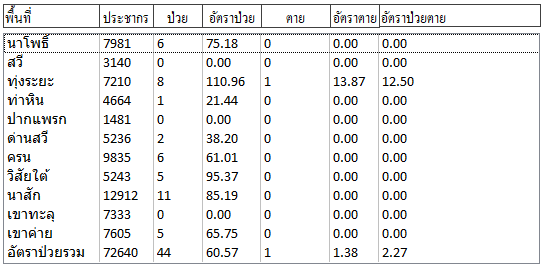 พื้นที่ ประชากร ป่วย อัตราป่วย ตาย อัตราตาย อัตราป่วยตาย
นาโพธิ์ 7981 6 75.18 0 0.00 0.00
สวี 3140 0 0.00 0 0.00 0.00
ทุ่งระยะ 7210 8 110.96 1 13.87 12.50
ท่าหิน 4664 1 21.44 0 0.00 0.00
ปากแพรก 1481 0 0.00 0 0.00 0.00
ด่านสวี 5236 2 38.20 0 0.00 0.00
ครน 9835 6 61.01 0 0.00 0.00
วิสัยใต้ 5243 5 95.37 0 0.00 0.00
นาสัก 12912 11 85.19 0 0.00 0.00
เขาทะลุ 7333 0 0.00 0 0.00 0.00
เขาค่าย 7605 5 65.75 0 0.00 0.00
อัตราป่วยรวม 72640 44 60.57 1 1.38 2.27